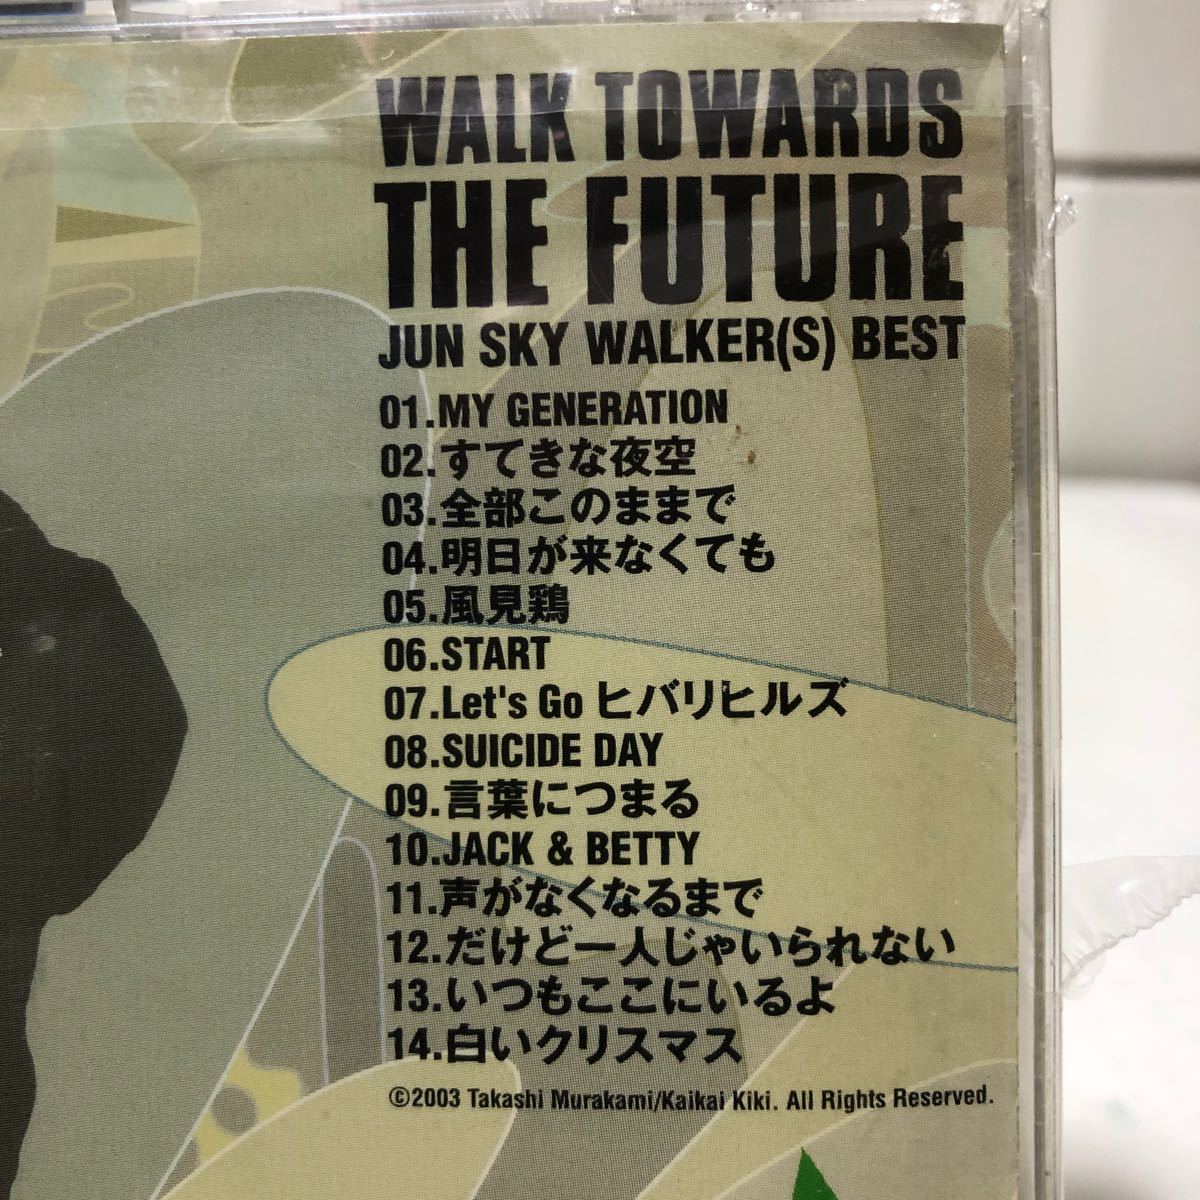 WALK TOWARDS
THE FUTURE
JUN SKY WALKER(S) BEST
01.MY GENERATION
02.すてきな夜空
03.全部このままで
04.明日が来なくても
05.風見鶏
06.START
07.Let's Go ヒバリヒルズ
08.SUICIDE DAY
09.言葉につまる
10.JACK & BETTY
11.声がなくなるまで
12.だけど一人じゃいられない
13.いつもここにいるよ
14.白いクリスマス
©2003 Takashi Murakami/Kaikai Kiki. All Rights Reserved.